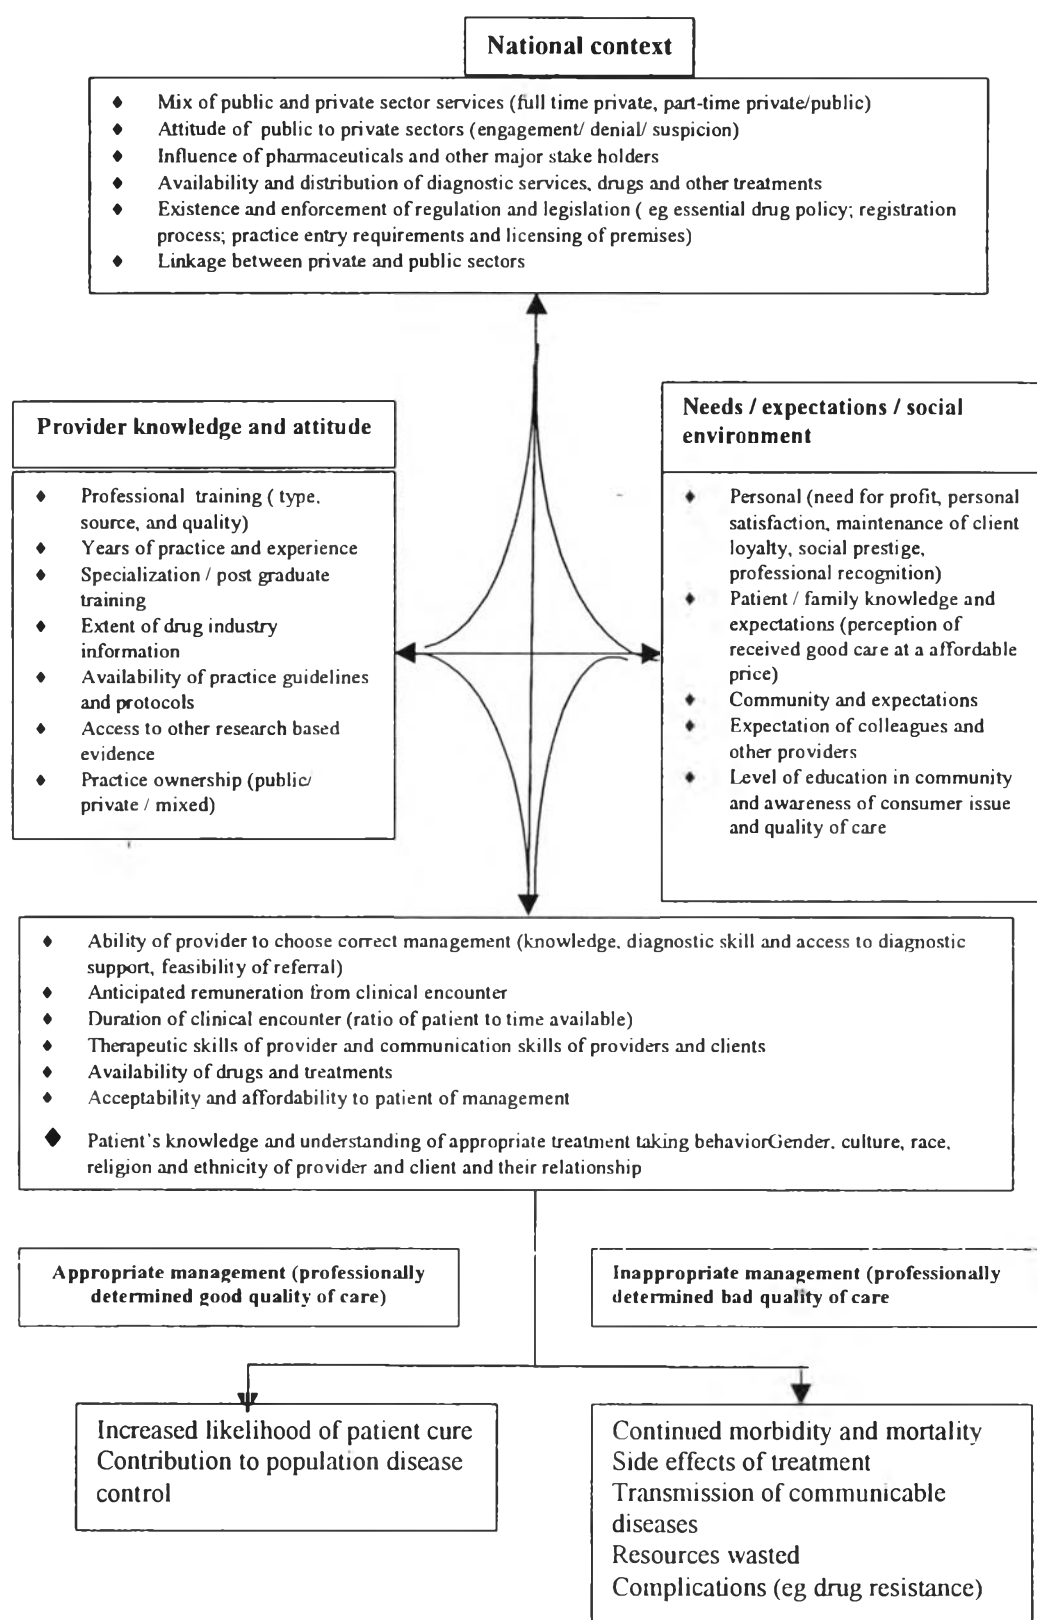 National context
♦ Mix of public and private sector services (full time private, part-time private/public)
♦ Attitude of public to private sectors (engagement/ denial/ suspicion)
♦ Influence of pharmaceuticals and other major stake holders
♦ Availability and distribution of diagnostic services, drugs and other treatments
♦ Existence and enforcement of regulation and legislation ( eg essential drug policy; registration
process; practice entry requirements and licensing of premises)
♦ Linkage between private and public sectors
Provider knowledge and attitude
♦ Professional training ( type,
source, and quality)
♦ Years of practice and experience
♦ Specialization / post graduate
training
♦ Extent of drug industry
information
♦ Availability of practice guidelines
and protocols
♦ Access to other research based
evidence
♦ Practice ownership (public/
private / mixed)
Needs / expectations / social
environment
♦ Personal (need for profit, personal
satisfaction, maintenance of client
loyalty, social prestige,
professional recognition)
♦ Patient / family knowledge and
expectations (perception of
received good care at a affordable
price)
♦ Community and expectations
♦ Expectation of colleagues and
other providers
♦ Level of education in community
and awareness of consumer issue
and quality of care
♦ Ability of provider to choose correct management (knowledge, diagnostic skill and access to diagnostic
support, feasibility of referral)
♦ Anticipated remuneration from clinical encounter
♦ Duration of clinical encounter (ratio of patient to time available)
♦ Therapeutic skills of provider and communication skills of providers and clients
♦ Availability of drugs and treatments
♦ Acceptability and affordability to patient of management
♦ Patient's knowledge and understanding of appropriate treatment taking behaviorGender, culture, race,
religion and ethnicity of provider and client and their relationship
Appropriate management (professionally
determined good quality of care)
Inappropriate management (professionally
determined bad quality of care
Increased likelihood of patient cure
Contribution to population disease
control
Continued morbidity and mortality
Side effects of treatment
Transmission of communicable
diseases
Resources wasted
Complications (eg drug resistance)